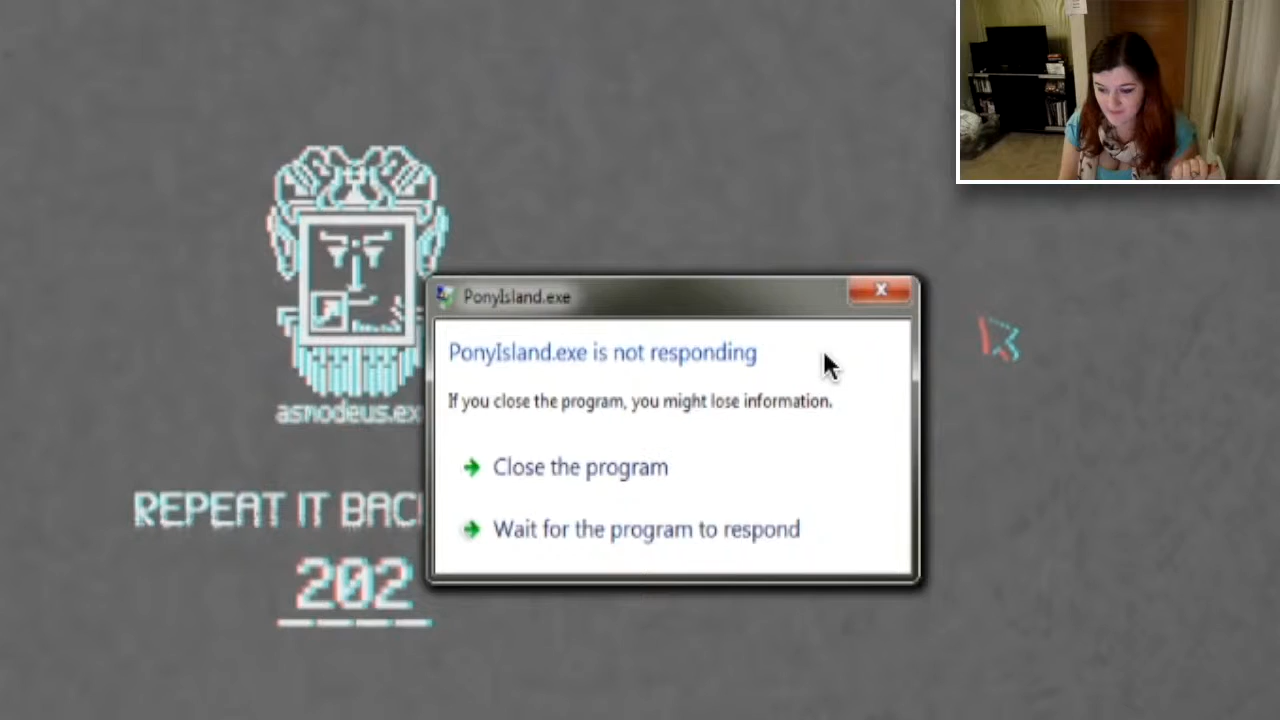 PonyIsland.exe
PonyIsland.exe is not responding
If you close the program, you might lose information.
Close the program
Wait for the program to respond
asmodeus.ex
REPEAT IT BAC
202